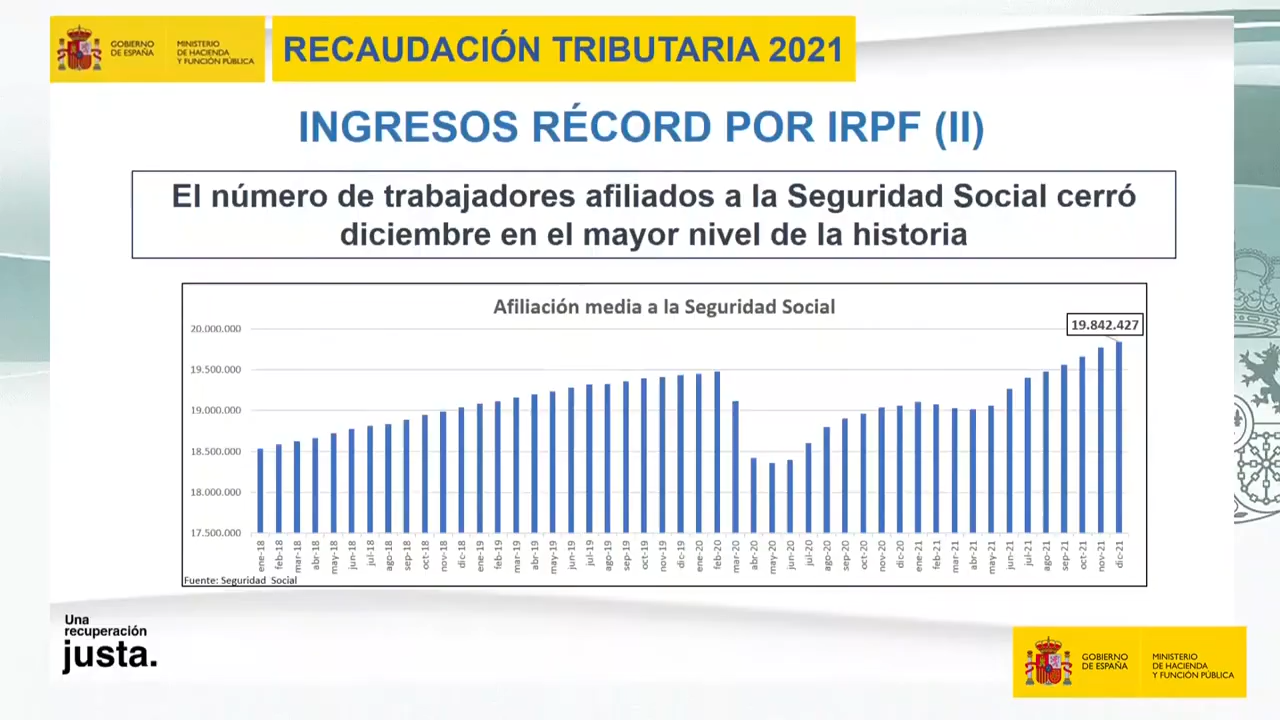 GOBIERNO
DE ESPAÑA
MINISTERIO
DE HACIENDA
Y FUNCIÓN PÚBLICA
RECAUDACIÓN TRIBUTARIA 2021
INGRESOS RÉCORD POR IRPF (II)
El número de trabajadores afiliados a la Seguridad Social cerró
diciembre en el mayor nivel de la historia
Afiliación media a la Seguridad Social
19.842.427
20.000.000
19.500.000
19.000.000
18.500.000
18.000.000
17.500.000
ene-18
feb-18
mar-18
abr-18
may-18
jun-18
jul-18
ago-18
sep-18
oct-18
nov-18
dic-18
ene-19
feb-19
mar-19
abr-19
may-19
jun-19
jul-19
ago-19
sep-19
oct-19
nov-19
dic-19
ene-20
feb-20
mar-20
abr-20
may-20
jun-20
jul-20
ago-20
sep-20
oct-20
nov-20
dic-20
ene-21
feb-21
mar-21
abr-21
may-21
jun-21
jul-21
ago-21
sep-21
oct-21
nov-21
dic-21
Fuente: Seguridad Social
Una
recuperación
justa.
GOBIERNO
DE ESPAÑA
MINISTERIO
DE HACIENDA
Y FUNCIÓN PÚBLICA